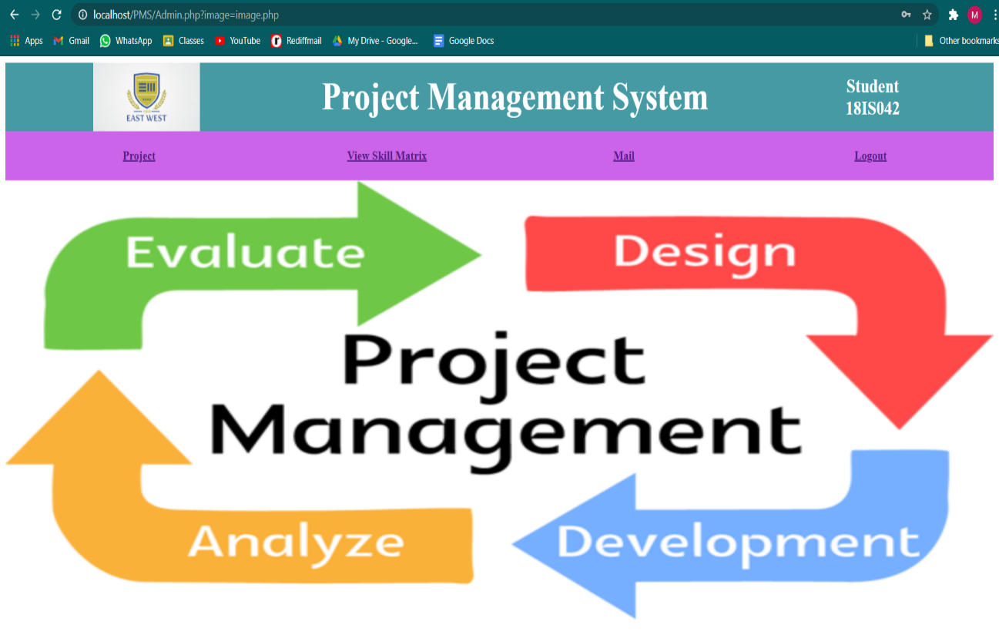 localhost/PMS/Admin.php?image=image.php
M
Apps
Gmail
WhatsApp
Classes
YouTube
Rediffmail
My Drive - Google...
Google Docs
Other bookmarks
EAST WEST
Project Management System
Student
18IS042
Project
View Skill Matrix
Mail
Logout
Evaluate
Design
Project
Management
Analyze
Development